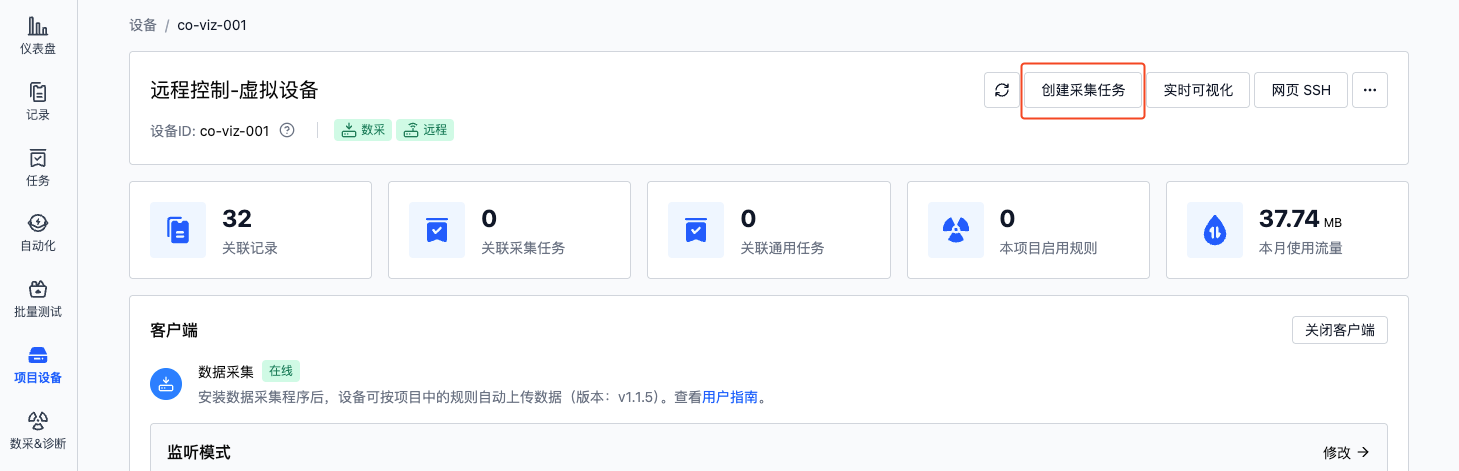 仪表盘
记录
任务
自动化
批量测试
项目设备
数采&诊断
设备 / co-viz-001
远程控制-虚拟设备
创建采集任务
实时可视化
网页 SSH
设备ID: co-viz-001
数采
远程
32
关联记录
0
关联采集任务
0
关联通用任务
0
本项目启用规则
37.74 MB
本月使用流量
客户端
关闭客户端
数据采集 在线
安装数据采集程序后，设备可按项目中的规则自动上传数据（版本：v1.1.5）。查看用户指南。
监听模式
修改